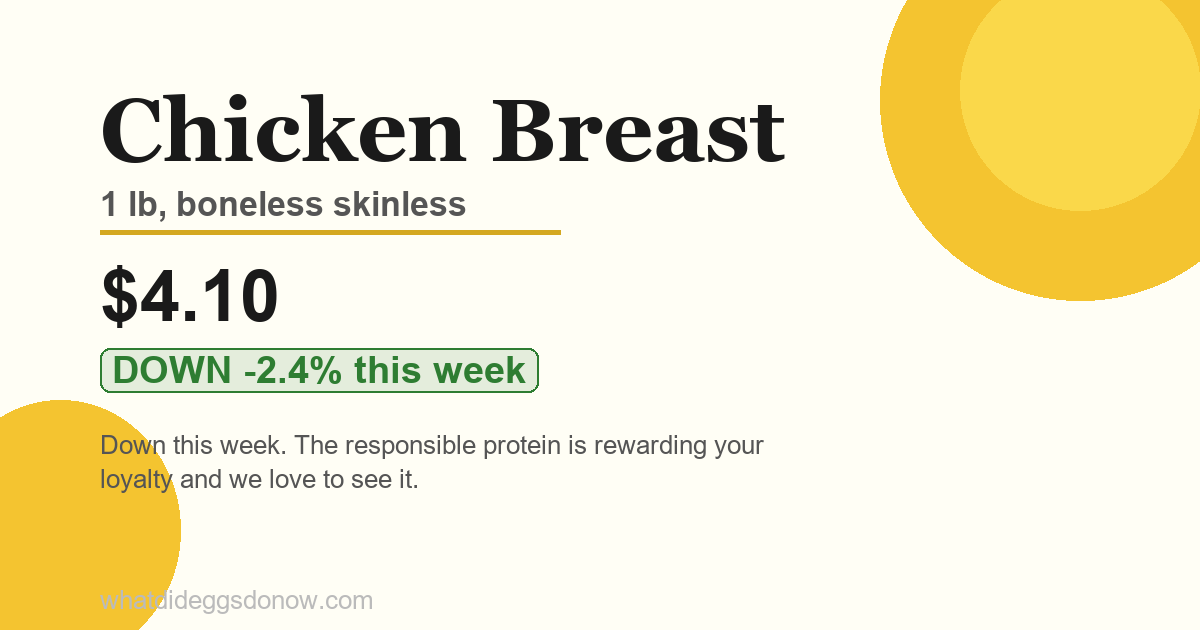 Chicken Breast
1 lb, boneless skinless
$4.10
DOWN -2.4% this week
Down this week. The responsible protein is rewarding your
loyalty and we love to see it.
whatdideggsdonow.com